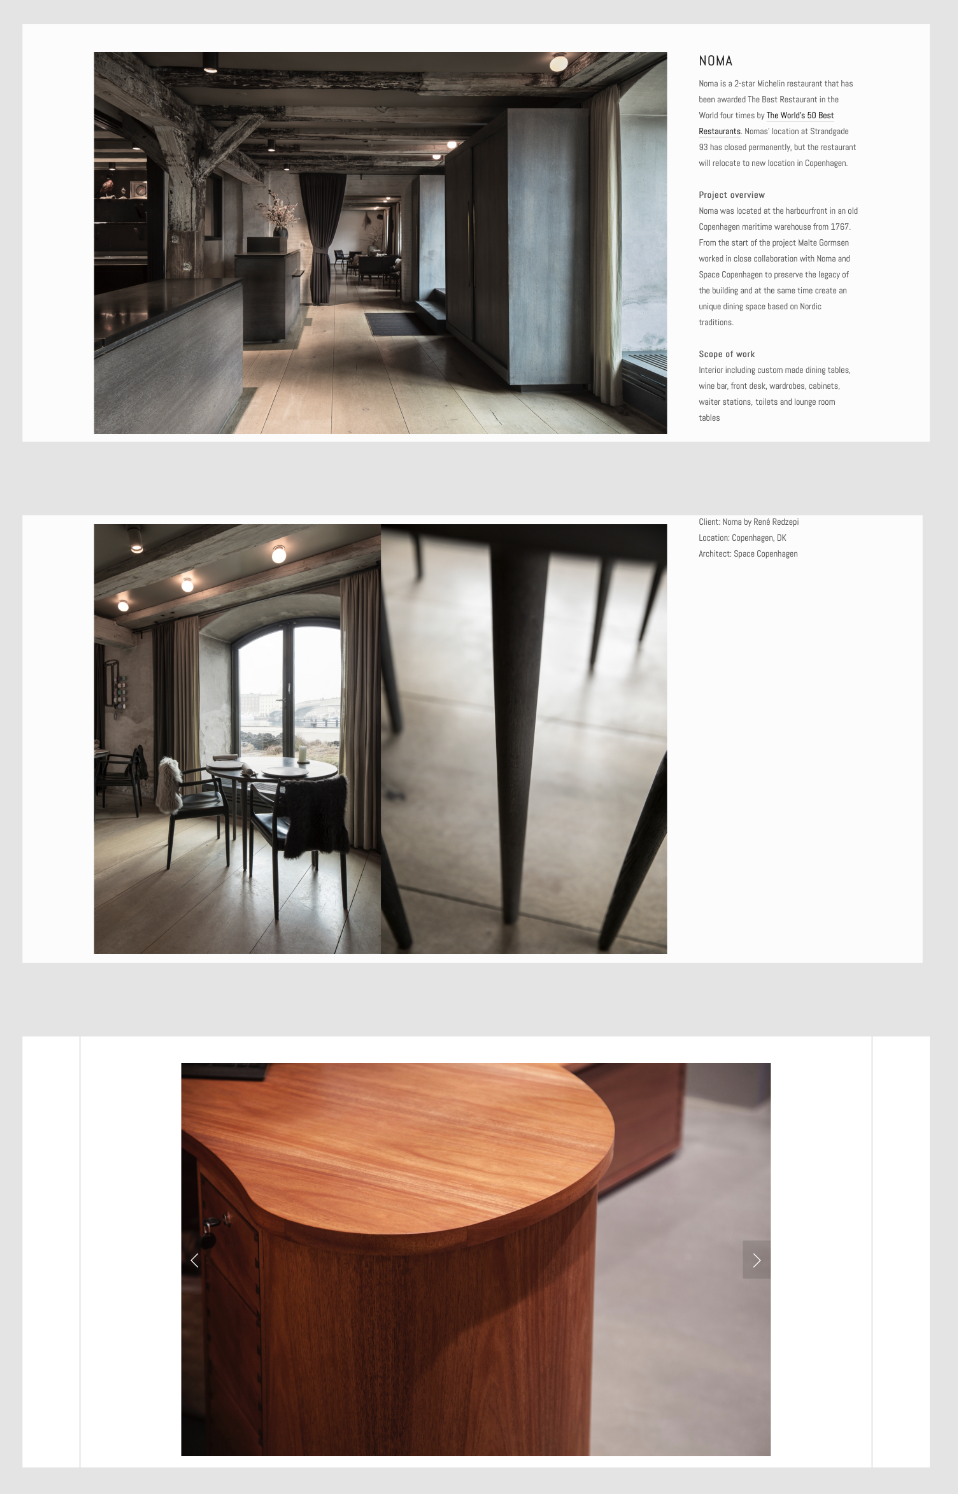 NOMA
Noma is a 2-star Michelin restaurant that has
been awarded The Best Restaurant in the
World four times by The World's 50 Best
Restaurants. Nomas' location at Strandgade
93 has closed permanently, but the restaurant
will relocate to new location in Copenhagen.
Project overview
Noma was located at the harbourfront in an old
Copenhagen maritime warehouse from 1767.
From the start of the project Malte Gormsen
worked in close collaboration with Noma and
Space Copenhagen to preserve the legacy of
the building and at the same time create an
unique dining space based on Nordic
traditions.
Scope of work
Interior including custom made dining tables,
wine bar, front desk, wardrobes, cabinets,
waiter stations, toilets and lounge room
tables
Client: Noma by René Redzepi
Location: Copenhagen, DK
Architect: Space Copenhagen